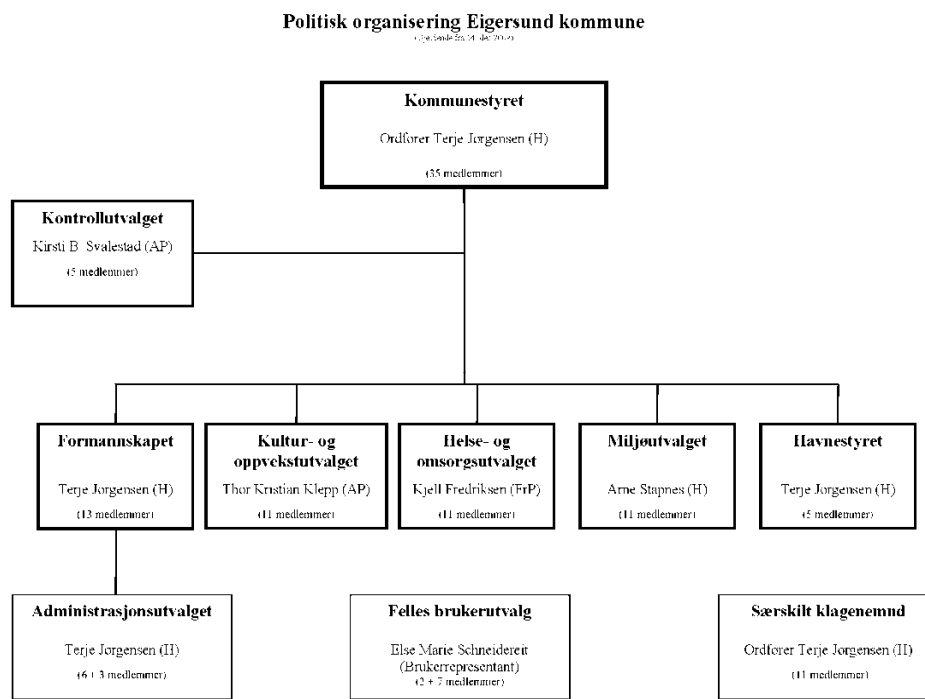 Politisk organisering Eigersund kommune
Kommunestyret
Ordfører Terje Jørgensen (H)
(35 medlemmer)
Kontrollutvalget
Kirsti B Svalestad (AP)
(5 medlemmer)
Formannskapet
Terje Jørgensen (H)
(13 medlemmer)
Kultur- og
oppvekstutvalget
Thor Kristian Klepp (AP)
(11 medlemmer)
Helse- og
omsorgsutvalget
Kjell Fredriksen (FrP)
(11 medlemmer)
Miljøutvalget
Arne Stapnes (H)
(11 medlemmer)
Havnestyret
Terje Jørgensen (H)
(5 medlemmer)
Administrasjonsutvalget
Terje Jørgensen (H)
(6 + 3 medlemmer)
Felles brukerutvalg
Else Marie Schneidereit
(Brukerrepresentant)
(2 + 7 medlemmer)
Særskilt klagenemnd
Ordfører Terje Jørgensen (H)
(11 medlemmer)